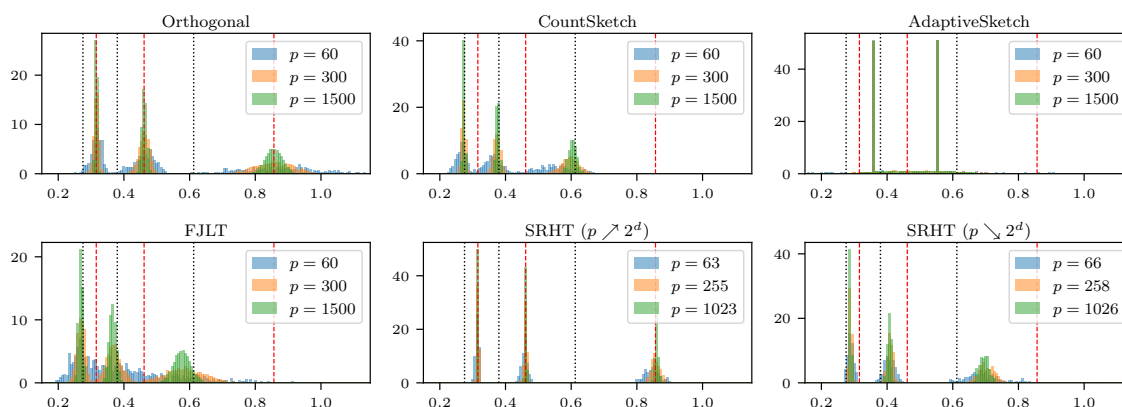 Orthogonal
20
10
0
0.2 0.4 0.6 0.8 1.0
p = 60
p = 300
p = 1500
CountSketch
40
20
0
0.2 0.4 0.6 0.8 1.0
p = 60
p = 300
p = 1500
AdaptiveSketch
40
20
0
0.2 0.4 0.6 0.8 1.0
p = 60
p = 300
p = 1500
FJLT
20
10
0
0.2 0.4 0.6 0.8 1.0
p = 60
p = 300
p = 1500
SRHT (p ↗ 2^d)
40
20
0
0.2 0.4 0.6 0.8 1.0
p = 63
p = 255
p = 1023
SRHT (p ↘ 2^d)
40
20
0
0.2 0.4 0.6 0.8 1.0
p = 66
p = 258
p = 1026